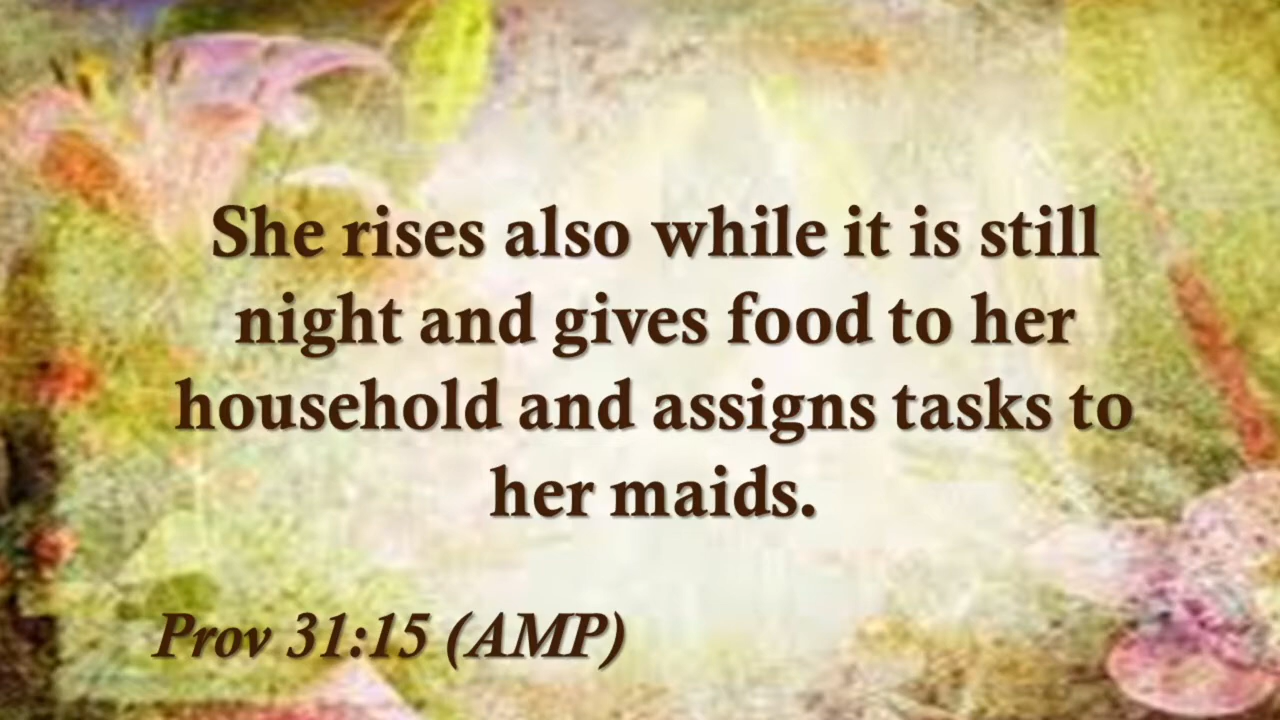 She rises also while it is still
night and gives food to her
household and assigns tasks to
her maids.
Prov 31:15 (AMP)